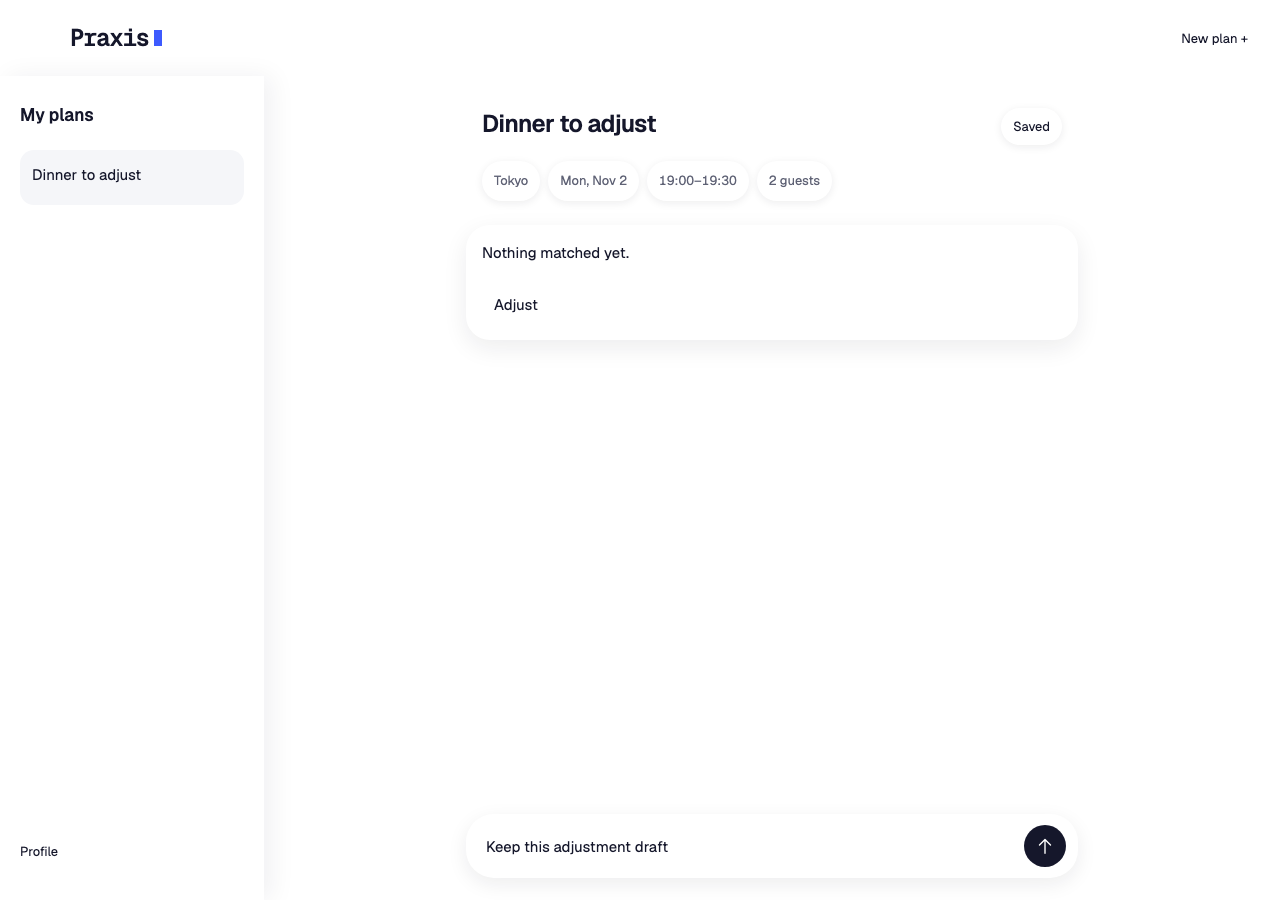 Praxis
New plan +
My plans
Dinner to adjust
Profile
Dinner to adjust
Saved
Tokyo
Mon, Nov 2
19:00–19:30
2 guests
Nothing matched yet.
Adjust
Keep this adjustment draft